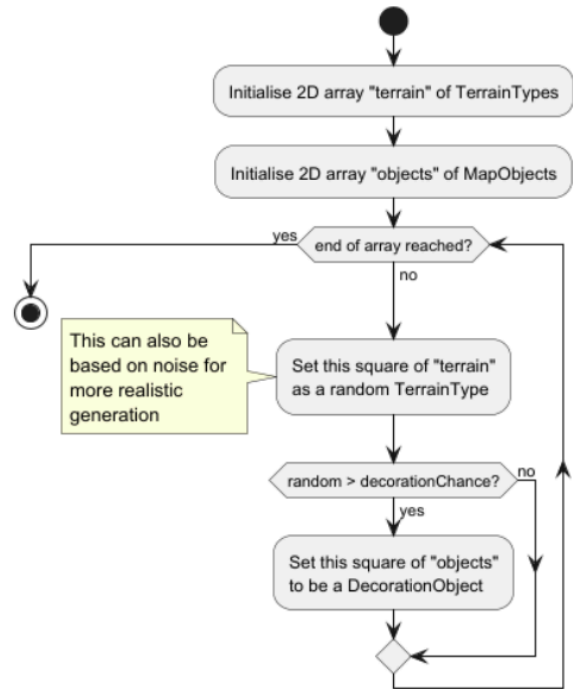 Initialise 2D array "terrain" of TerrainTypes
Initialise 2D array "objects" of MapObjects
yes
end of array reached?
no
This can also be
based on noise for
more realistic
generation
Set this square of "terrain"
as a random TerrainType
random > decorationChance?
no
yes
Set this square of "objects"
to be a DecorationObject